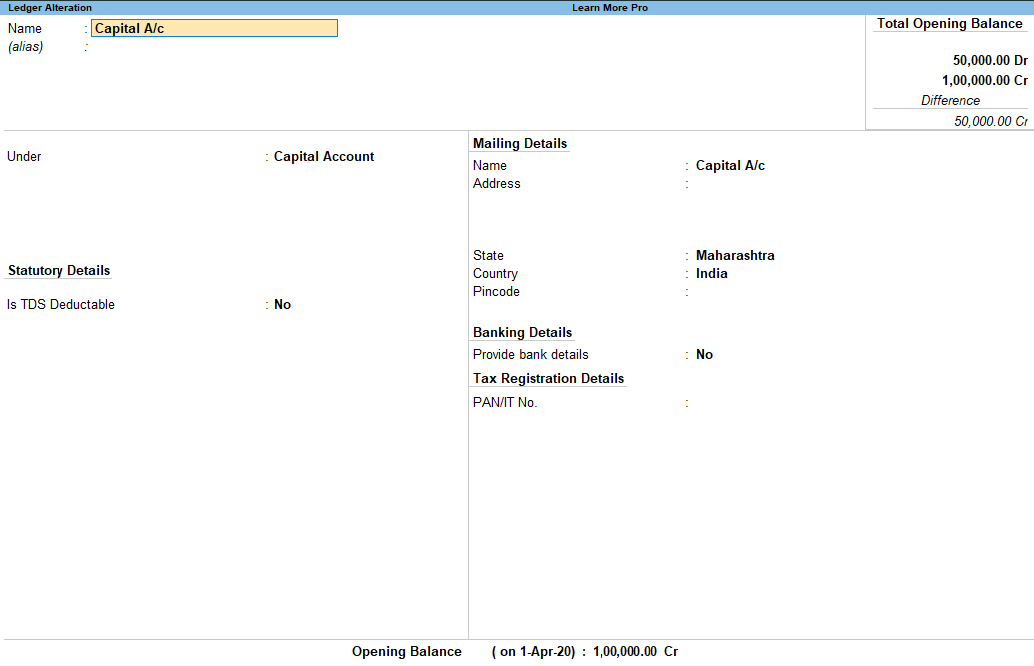 Ledger Alteration Learn More Pro
Name : Capital A/c
(alias) :
Total Opening Balance
50,000.00 Dr
1,00,000.00 Cr
Difference
50,000.00 Cr
Under : Capital Account
Statutory Details
Is TDS Deductable : No
Mailing Details
Name : Capital A/c
Address :
State : Maharashtra
Country : India
Pincode :
Banking Details
Provide bank details : No
Tax Registration Details
PAN/IT No. :
Opening Balance ( on 1-Apr-20) : 1,00,000.00 Cr